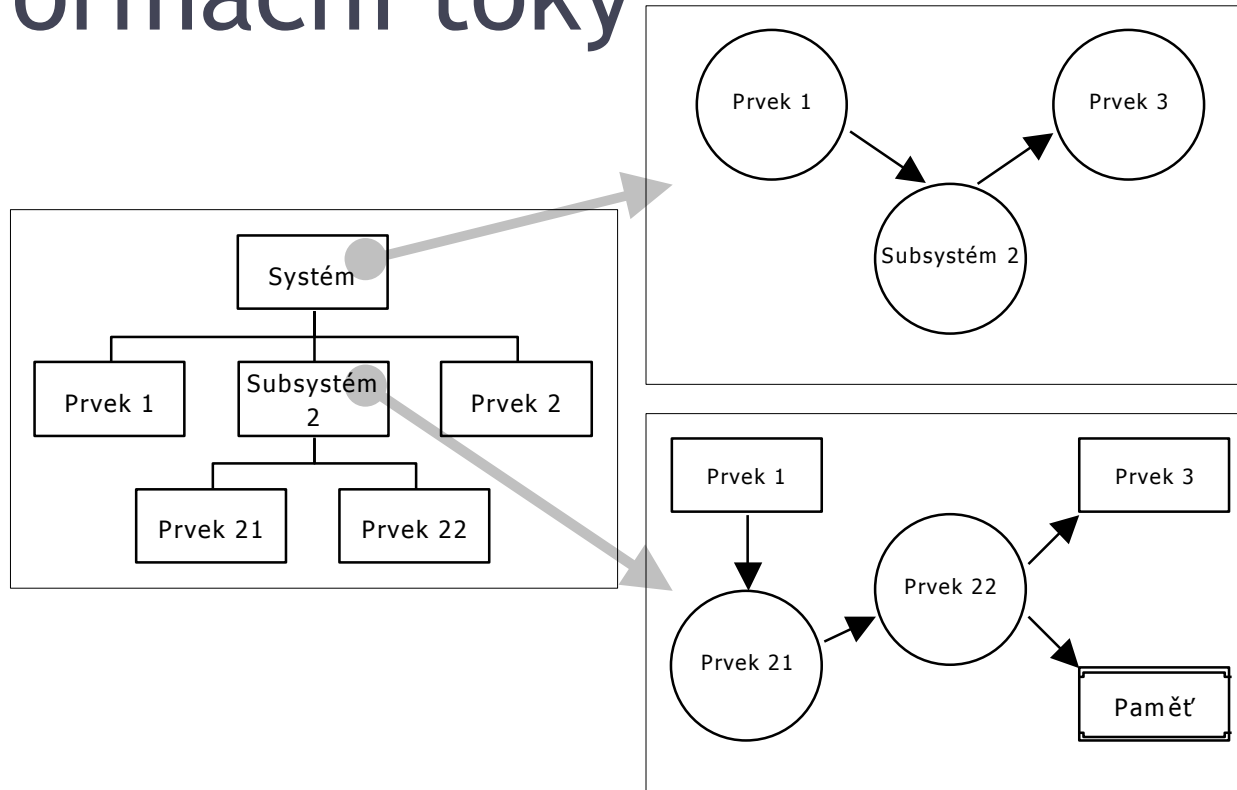 ormační toky
Systém
Prvek 1
Subsystém
2
Prvek 2
Prvek 21
Prvek 22
Prvek 1
Prvek 3
Subsystém 2
Prvek 1
Prvek 3
Prvek 22
Prvek 21
Paměť